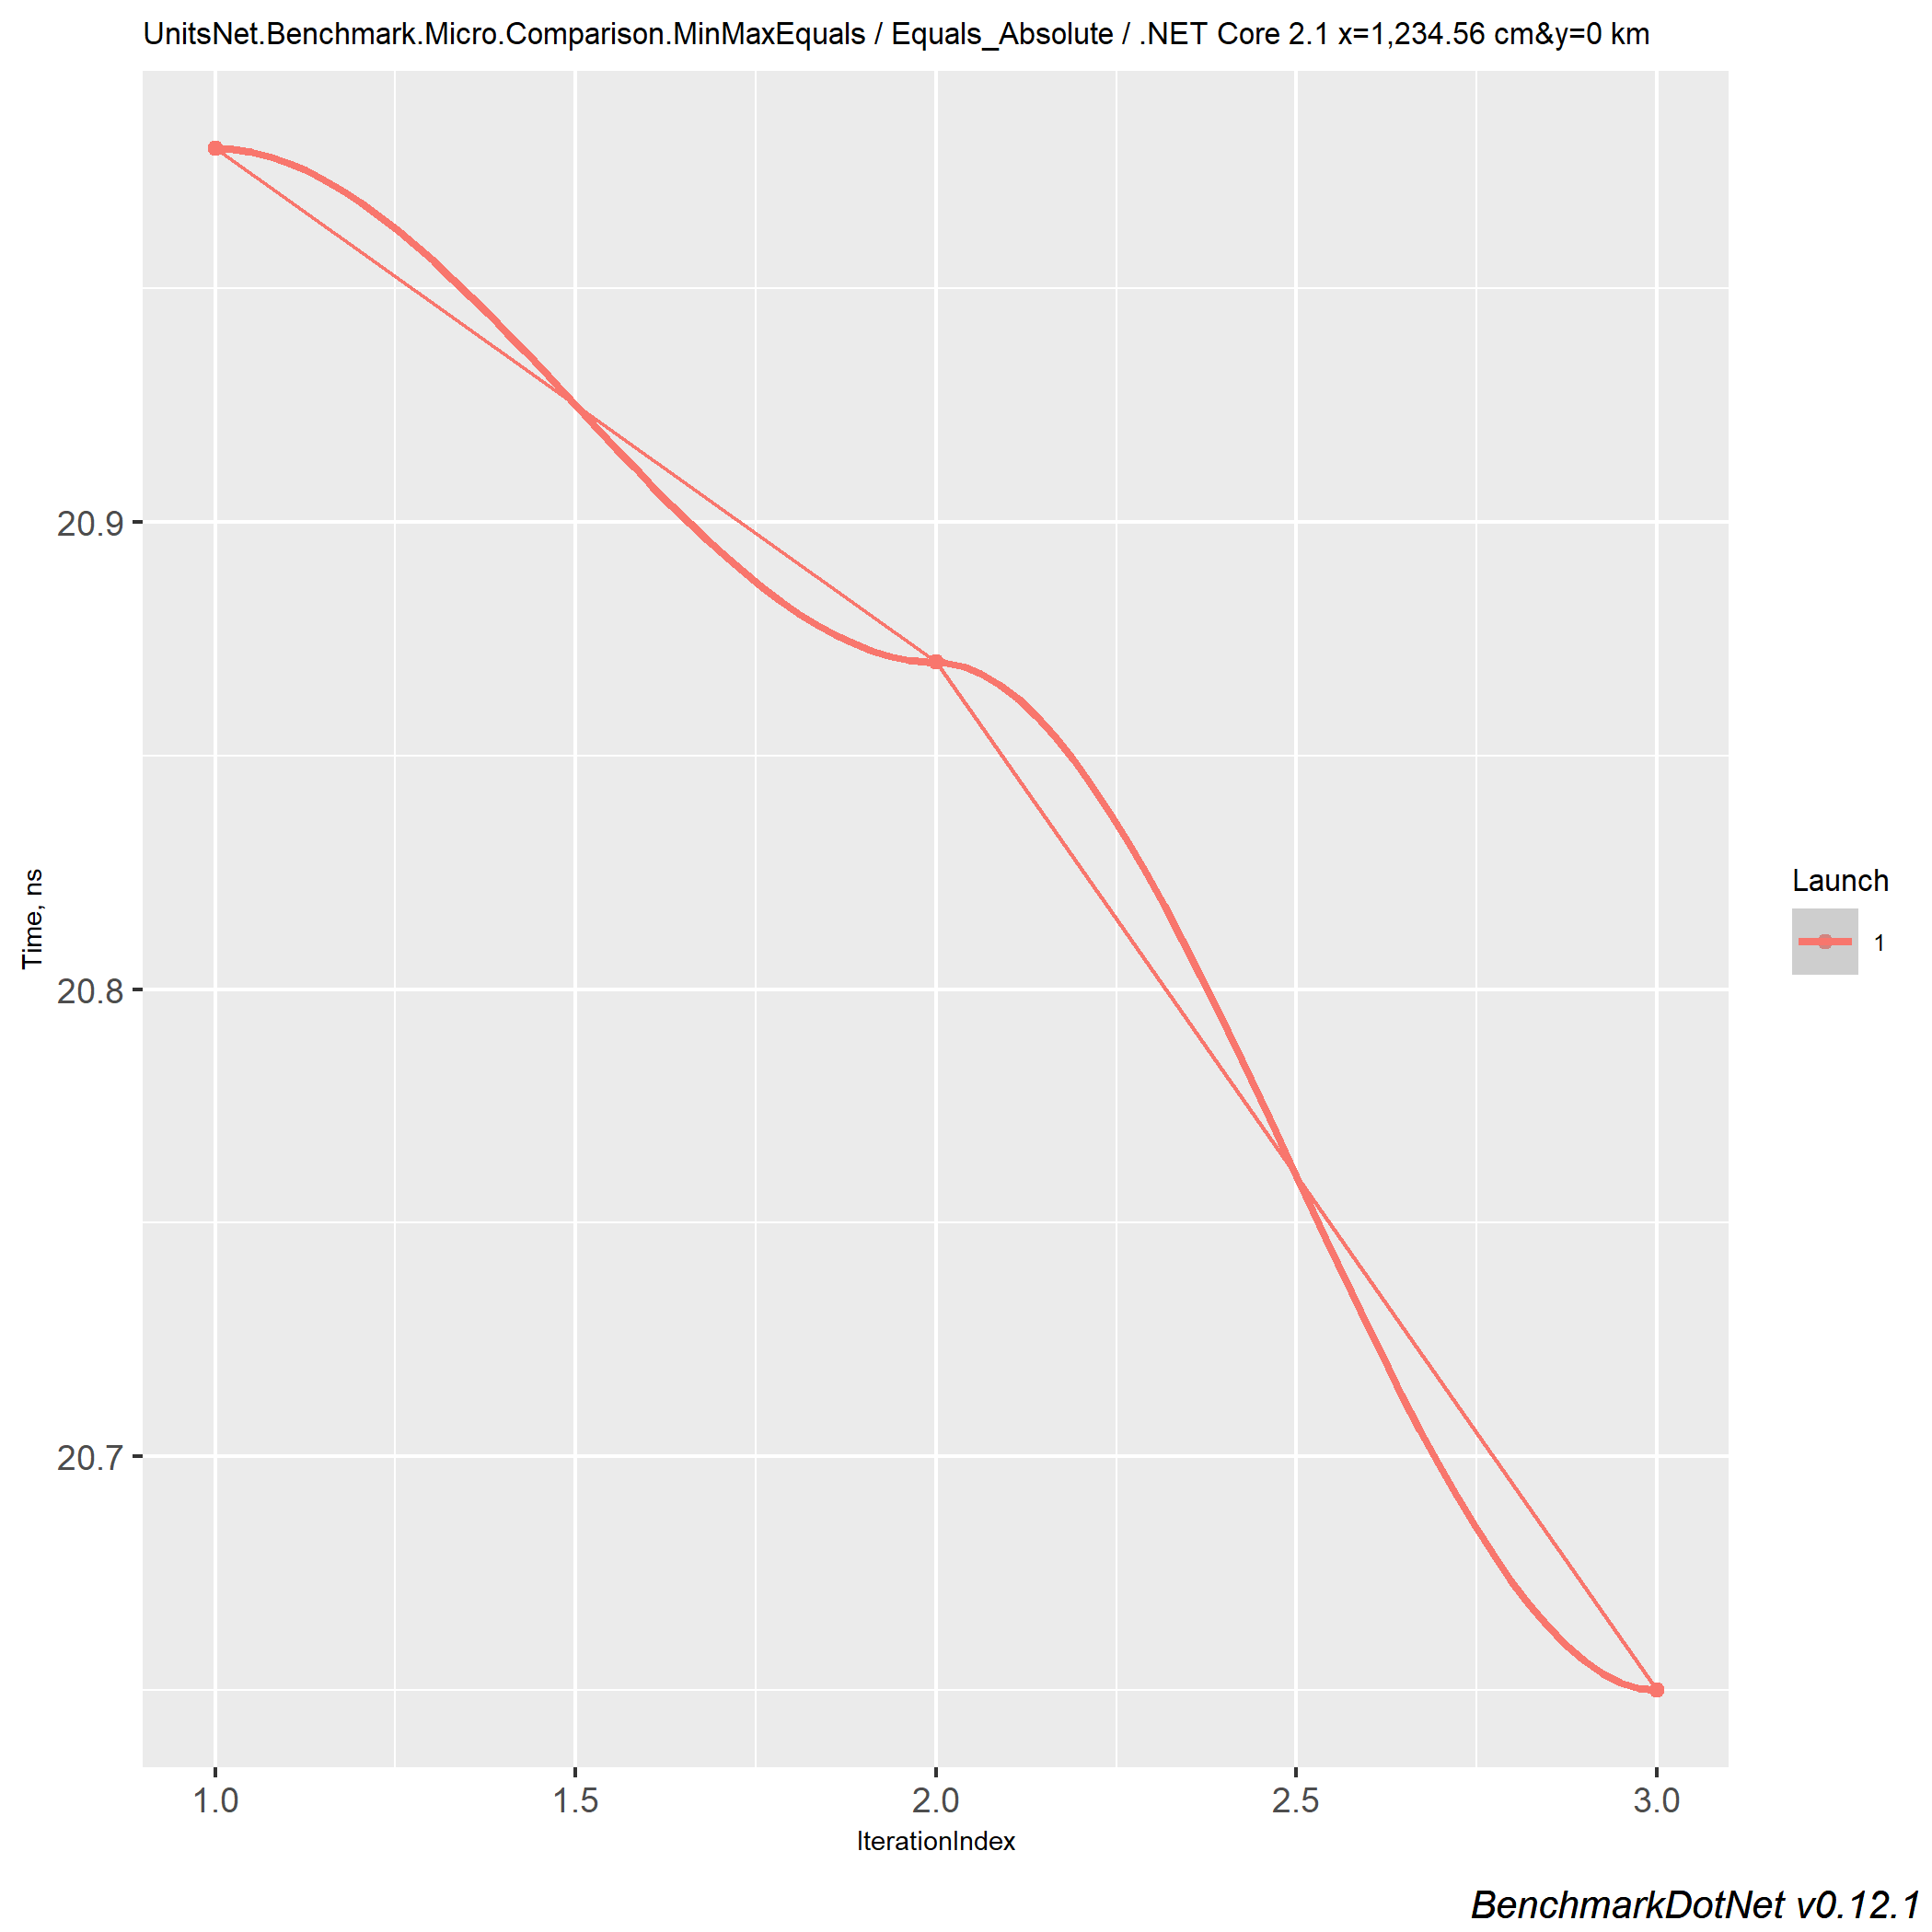 UnitsNet.Benchmark.Micro.Comparison.MinMaxEquals / Equals_Absolute / .NET Core 2.1 x=1,234.56 cm&y=0 km
20.9
20.8
20.7
Time, ns
1.0 1.5 2.0 2.5 3.0
IterationIndex
Launch
1
BenchmarkDotNet v0.12.1